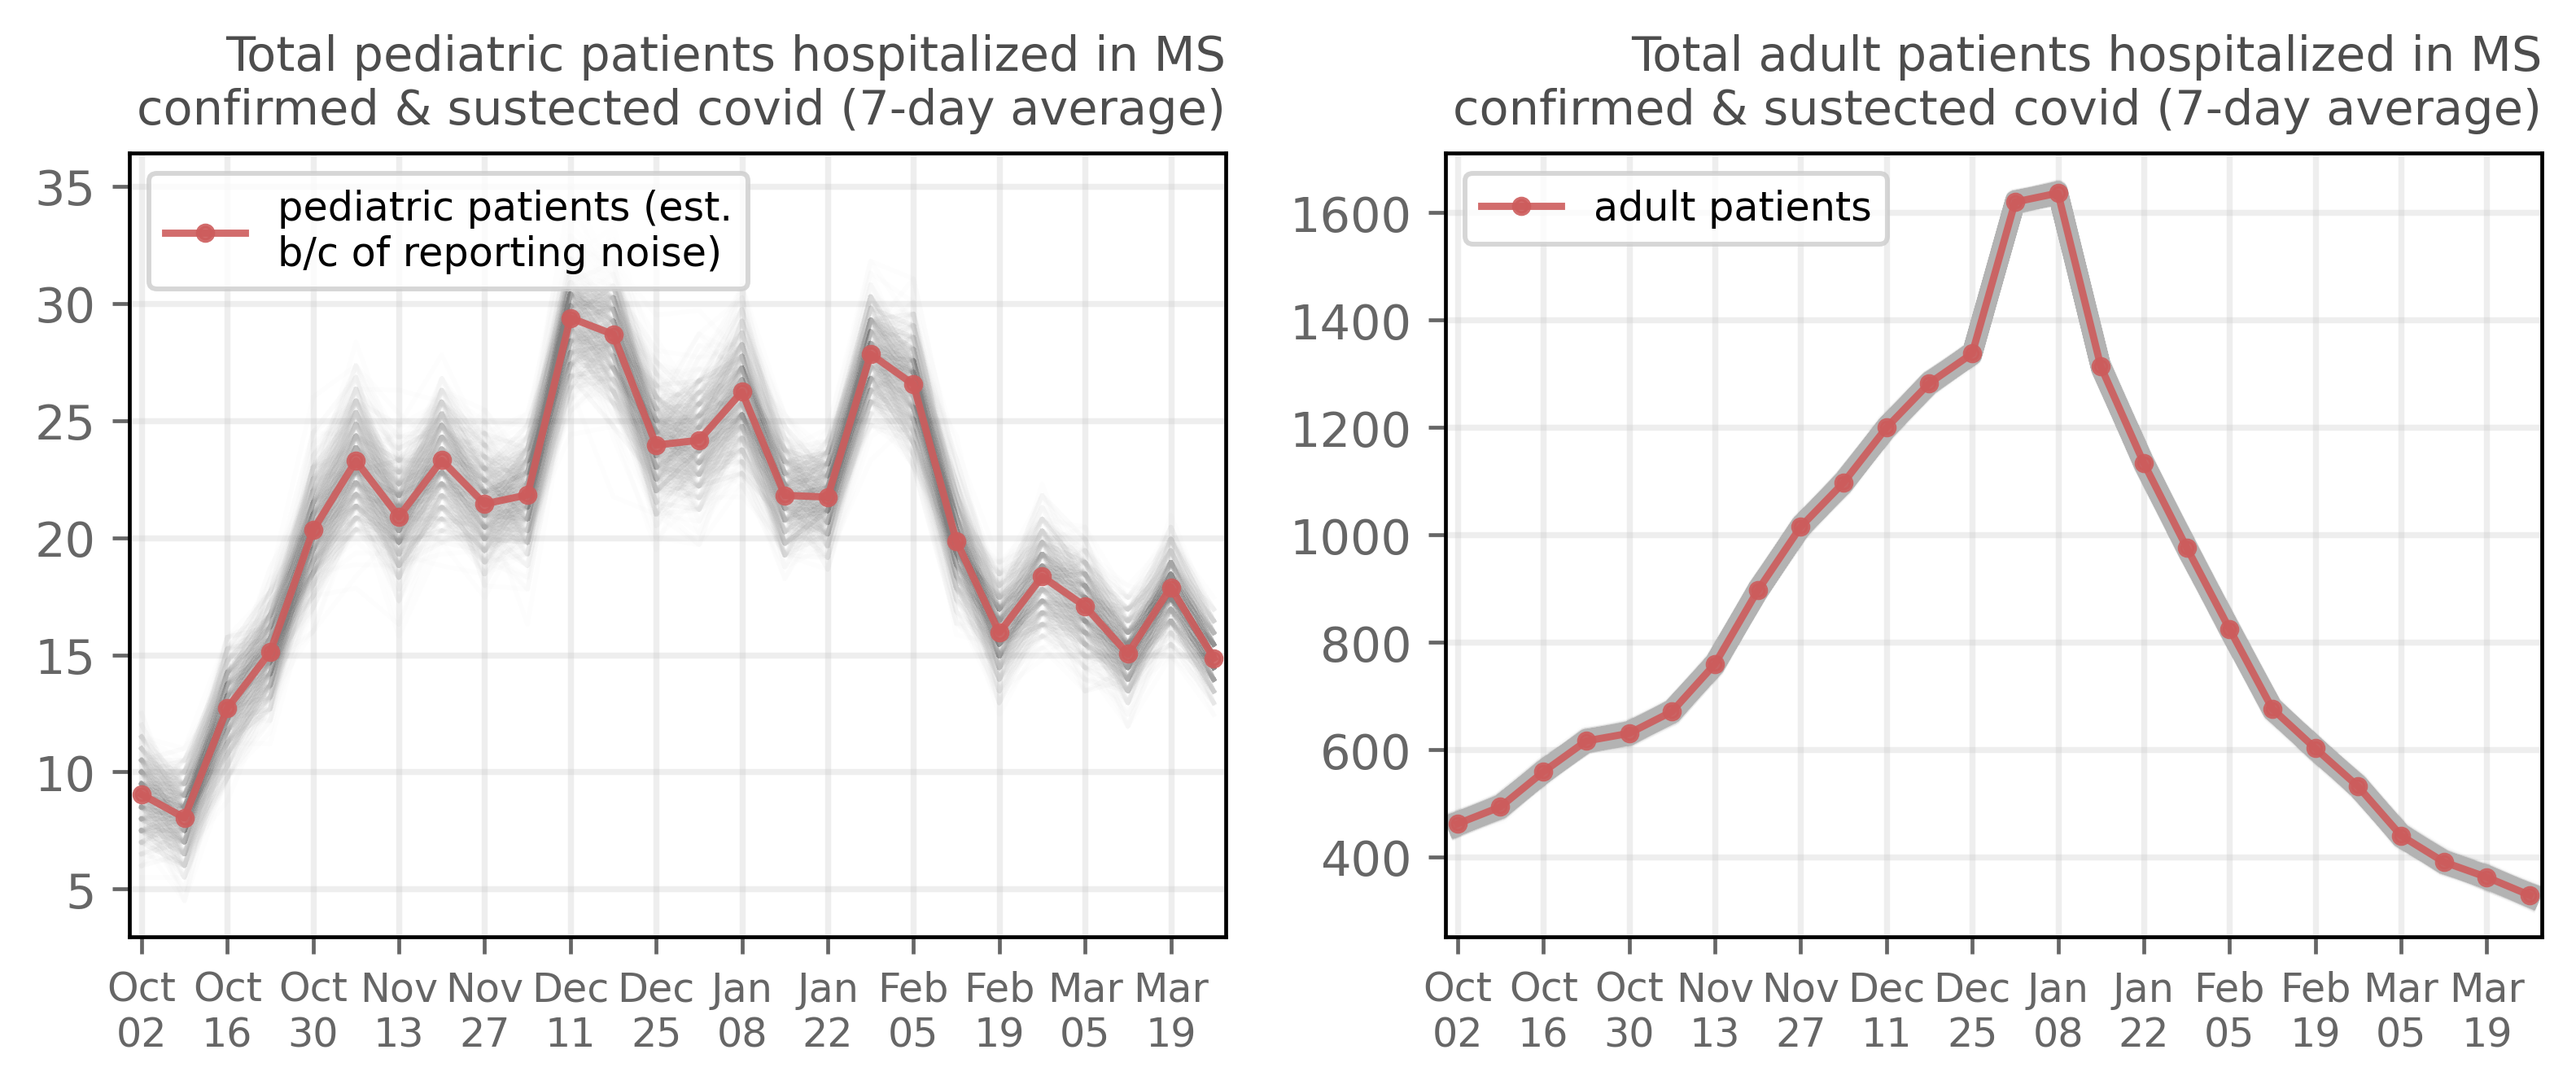 Total pediatric patients hospitalized in MS
confirmed & sustected covid (7-day average)
pediatric patients (est.
b/c of reporting noise)
35
30
25
20
15
10
5
Oct Oct Oct Nov Nov Dec Dec Jan Jan Feb Feb Mar Mar
02 16 30 13 27 11 25 08 22 05 19 05 19
Total adult patients hospitalized in MS
confirmed & sustected covid (7-day average)
adult patients
1600
1400
1200
1000
800
600
400
Oct Oct Oct Nov Nov Dec Dec Jan Jan Feb Feb Mar Mar
02 16 30 13 27 11 25 08 22 05 19 05 19